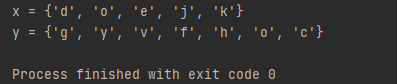 x = {'d', 'o', 'e', 'j', 'k'}
y = {'g', 'y', 'v', 'f', 'h', 'o', 'c'}
Process finished with exit code 0